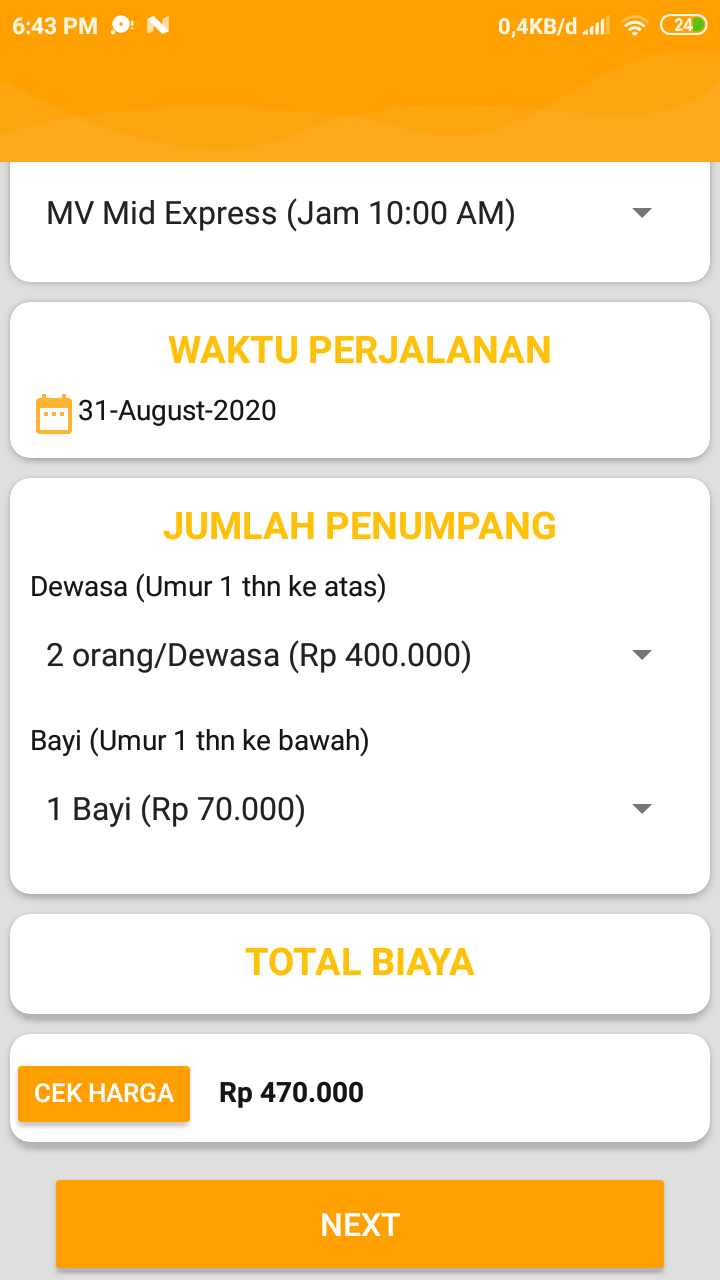 6:43 PM 0,4KB/d 24
MV Mid Express (Jam 10:00 AM)
WAKTU PERJALANAN
31-August-2020
JUMLAH PENUMPANG
Dewasa (Umur 1 thn ke atas)
2 orang/Dewasa (Rp 400.000)
Bayi (Umur 1 thn ke bawah)
1 Bayi (Rp 70.000)
TOTAL BIAYA
CEK HARGA Rp 470.000
NEXT